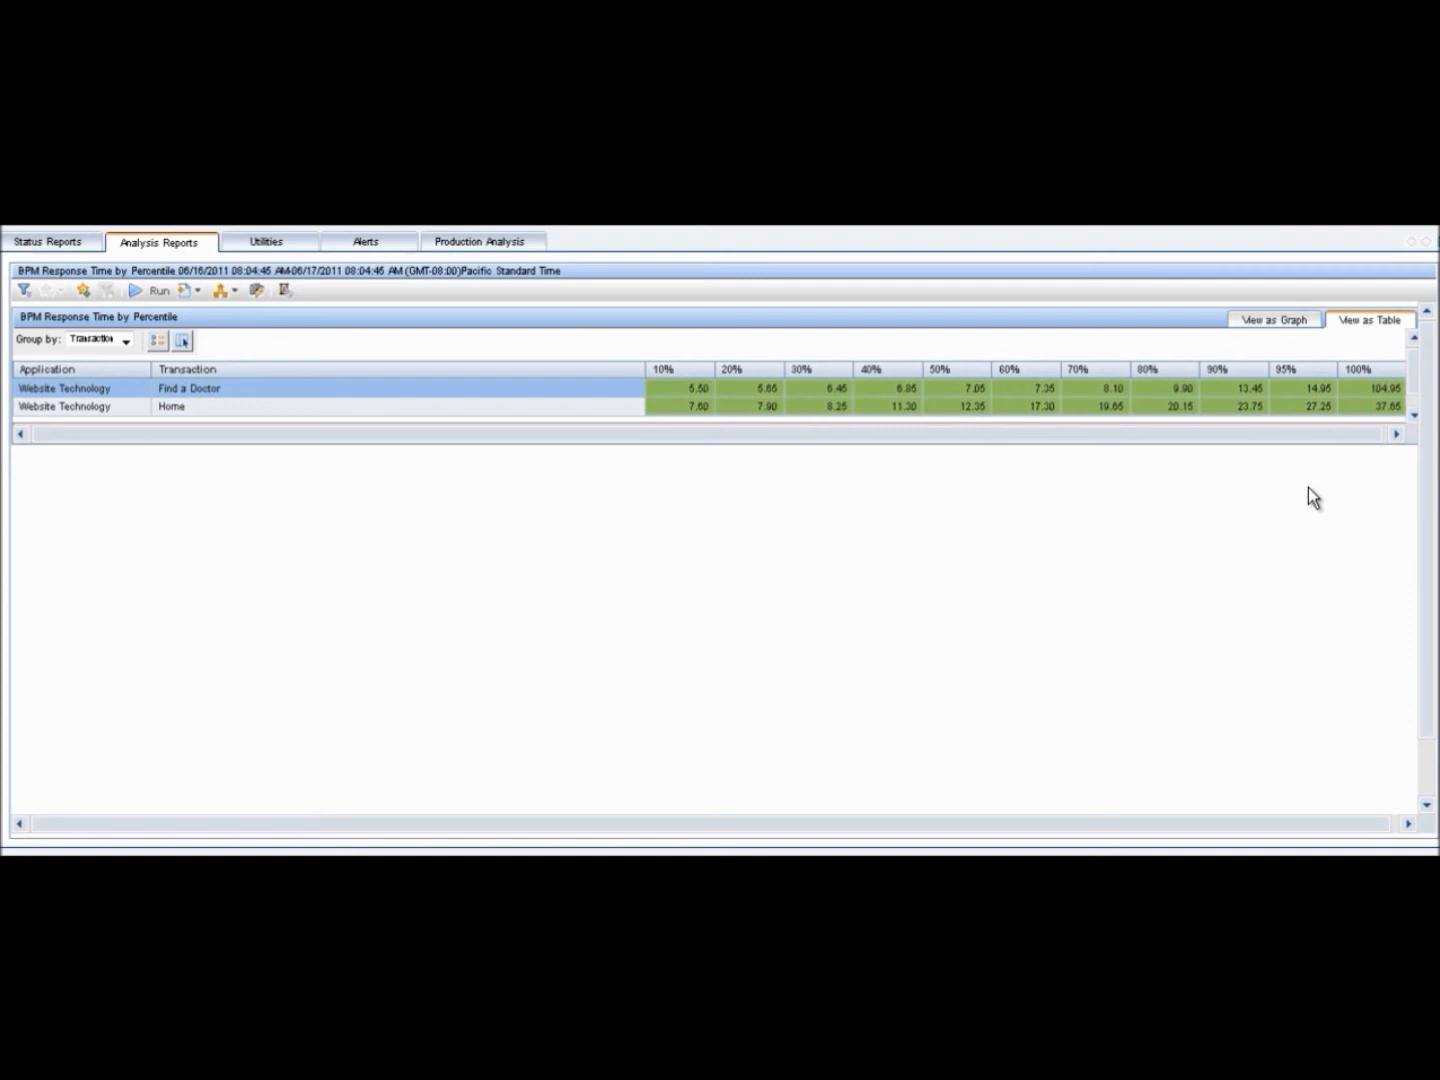 Status Reports Analysis Reports Utilities Alerts Production Analysis
BPM Response Time by Percentile 06/16/2011 08:04:45 AM-06/17/2011 08:04:45 AM (GMT-08:00)Pacific Standard Time
Run
BPM Response Time by Percentile View as Graph View as Table
Group by: Transaction
Application Transaction 10% 20% 30% 40% 50% 60% 70% 80% 90% 95% 100%
Website Technology Find a Doctor 5.50 5.65 6.45 6.85 7.05 7.35 8.10 9.90 13.45 14.95 104.95
Website Technology Home 7.60 7.90 8.25 11.30 12.35 17.30 19.65 20.15 23.75 27.25 37.65